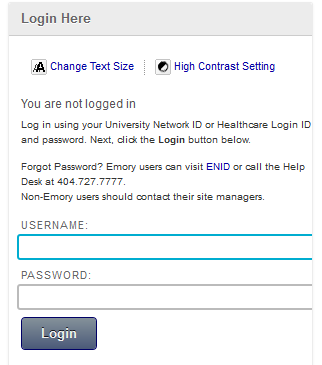 Login Here
Change Text Size High Contrast Setting
You are not logged in
Log in using your University Network ID or Healthcare Login ID
and password. Next, click the Login button below.
Forgot Password? Emory users can visit ENID or call the Help
Desk at 404.727.7777.
Non-Emory users should contact their site managers.
USERNAME:
PASSWORD:
Login